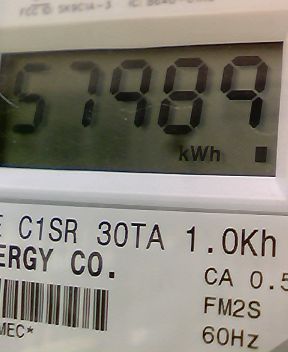 57989
kWh
C1SR 30TA 1.0Kh
ERGY CO.
CA 0.5
FM2S
MEC*
60Hz